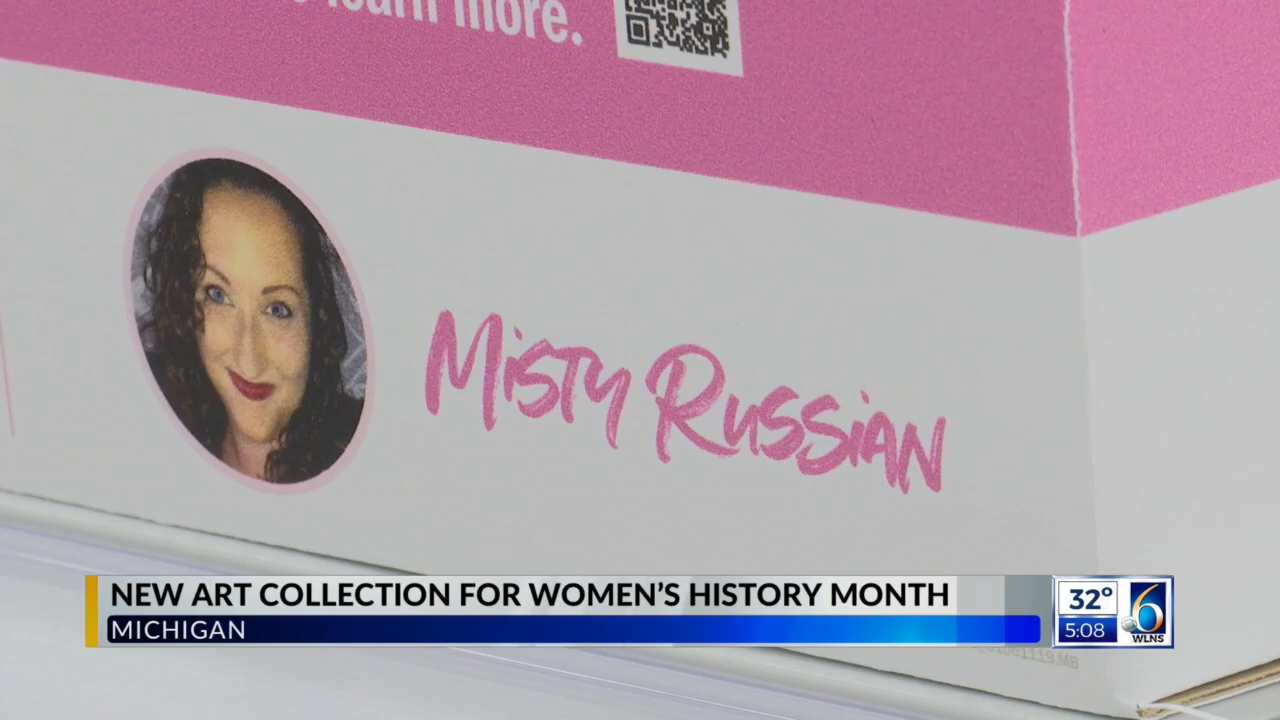 learn more.
Misty Russian
NEW ART COLLECTION FOR WOMEN'S HISTORY MONTH
MICHIGAN
32°
5:08
6
WLNS